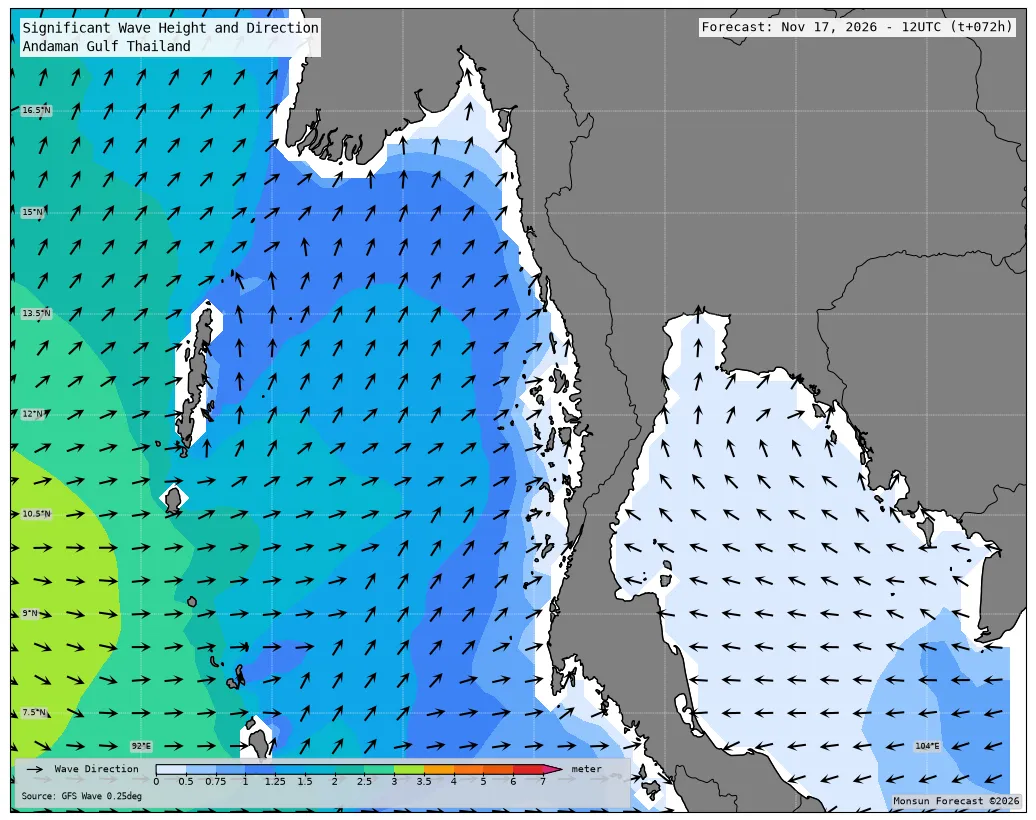 Significant Wave Height and Direction
Andaman Gulf Thailand
Forecast: Nov 17, 2026 - 12UTC (t+072h)
16.5°N
15°N
13.5°N
12°N
10.5°N
9°N
7.5°N
92°E
104°E
Wave Direction
0 0.5 0.75 1 1.25 1.5 2 2.5 3 3.5 4 5 6 7
meter
Source: GFS Wave 0.25deg
Monsun Forecast ©2026